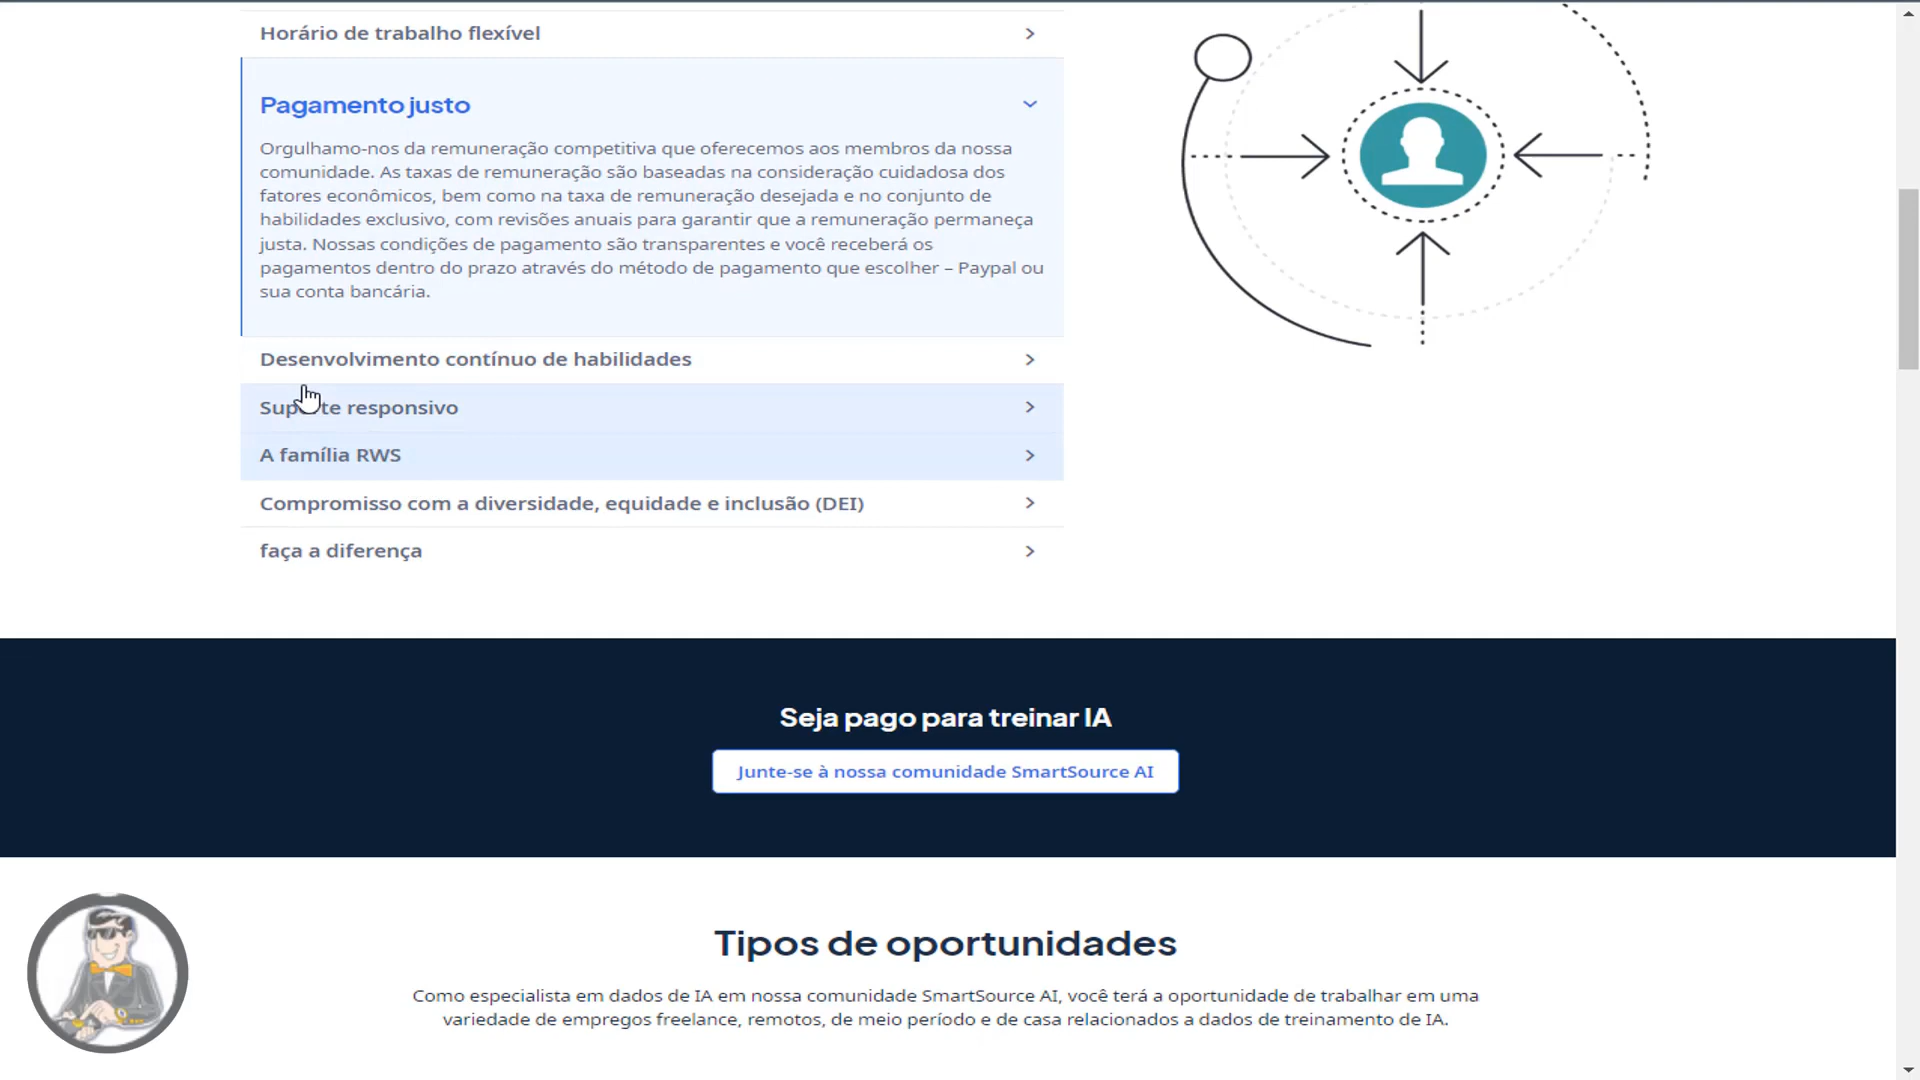 Horário de trabalho flexível
Pagamento justo
Orgulhamo-nos da remuneração competitiva que oferecemos aos membros da nossa
comunidade. As taxas de remuneração são baseadas na consideração cuidadosa dos
fatores econômicos, bem como na taxa de remuneração desejada e no conjunto de
habilidades exclusivo, com revisões anuais para garantir que a remuneração permaneça
justa. Nossas condições de pagamento são transparentes e você receberá os
pagamentos dentro do prazo através do método de pagamento que escolher – Paypal ou
sua conta bancária.
Desenvolvimento contínuo de habilidades
Suporte responsivo
A família RWS
Compromisso com a diversidade, equidade e inclusão (DEI)
faça a diferença
Seja pago para treinar IA
Junte-se à nossa comunidade SmartSource AI
Tipos de oportunidades
Como especialista em dados de IA em nossa comunidade SmartSource AI, você terá a oportunidade de trabalhar em uma
variedade de empregos freelance, remotos, de meio período e de casa relacionados a dados de treinamento de IA.